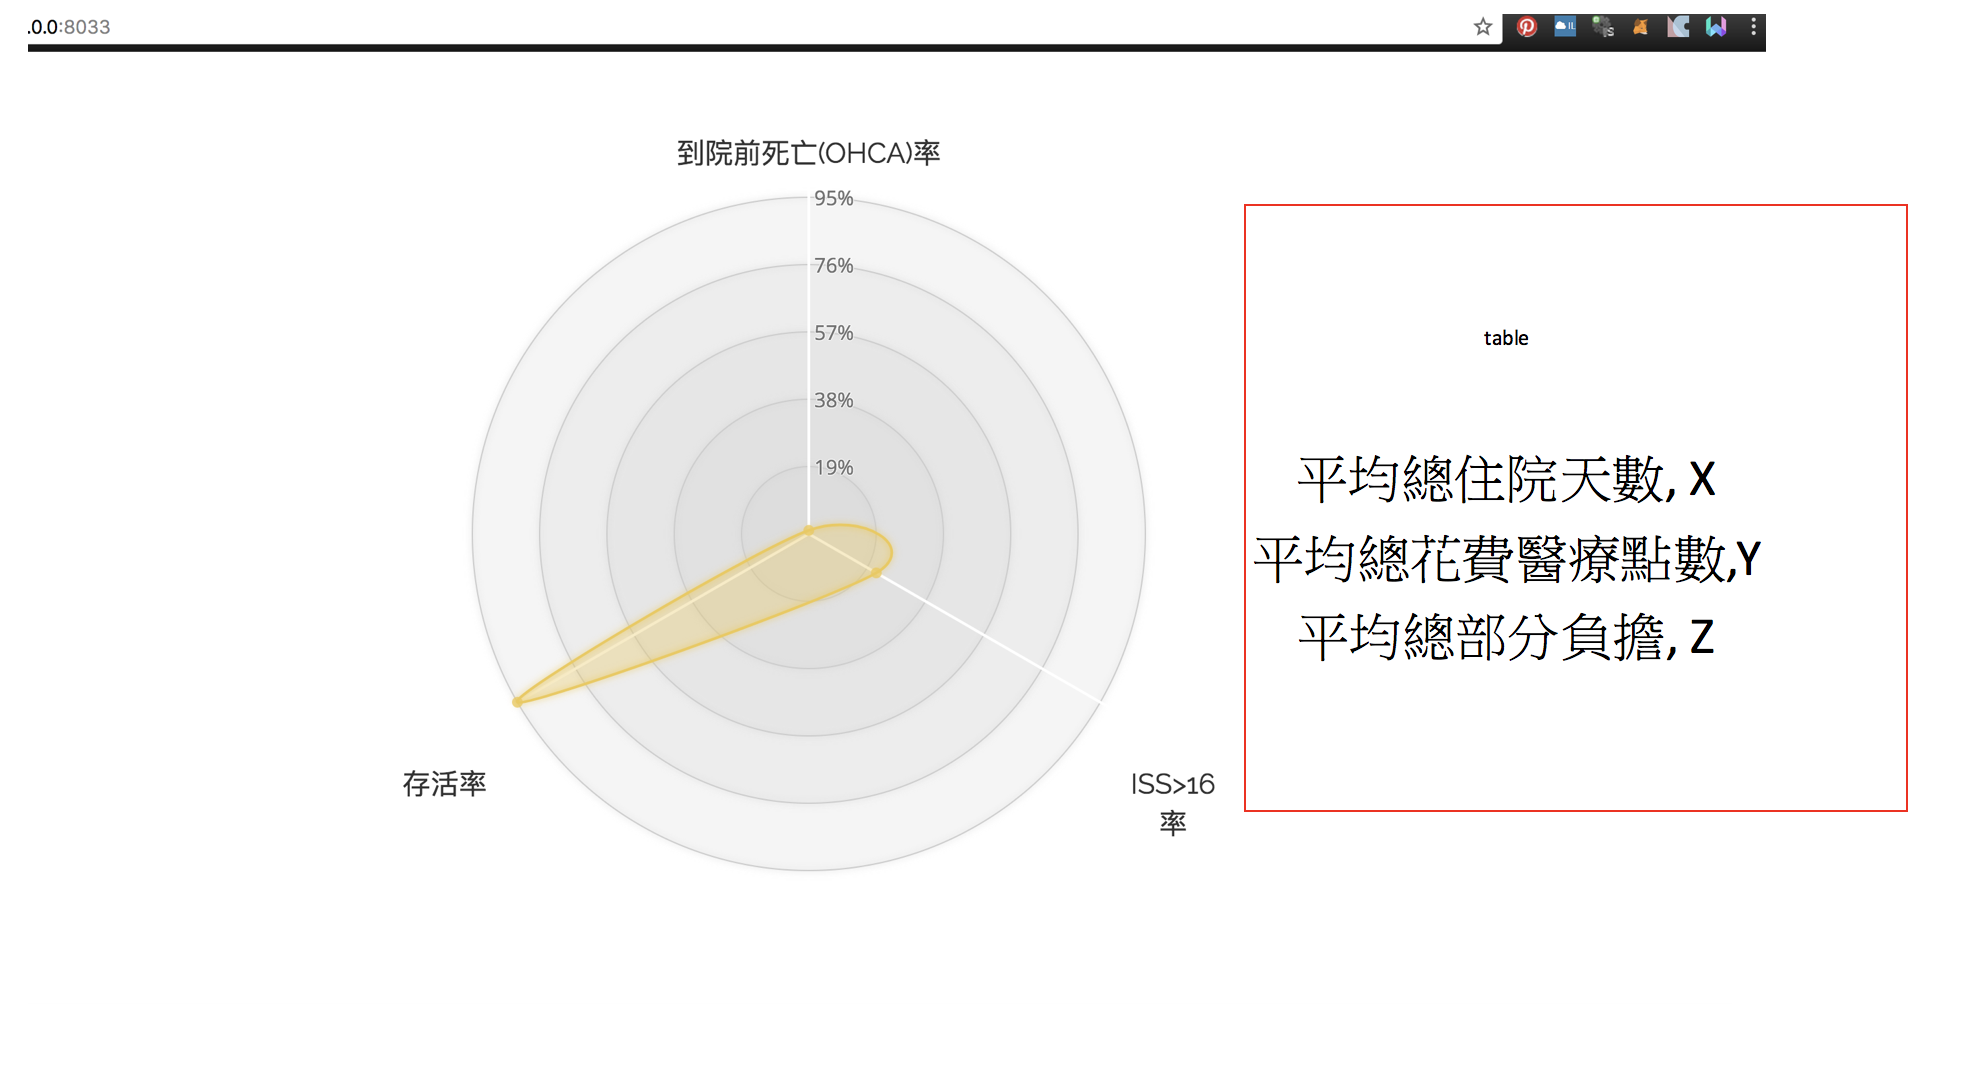 .0.0:8033
到院前死亡(OHCA)率
95%
76%
57%
38%
19%
存活率
ISS>16
率
table
平均總住院天數, X
平均總花費醫療點數,Y
平均總部分負擔, Z